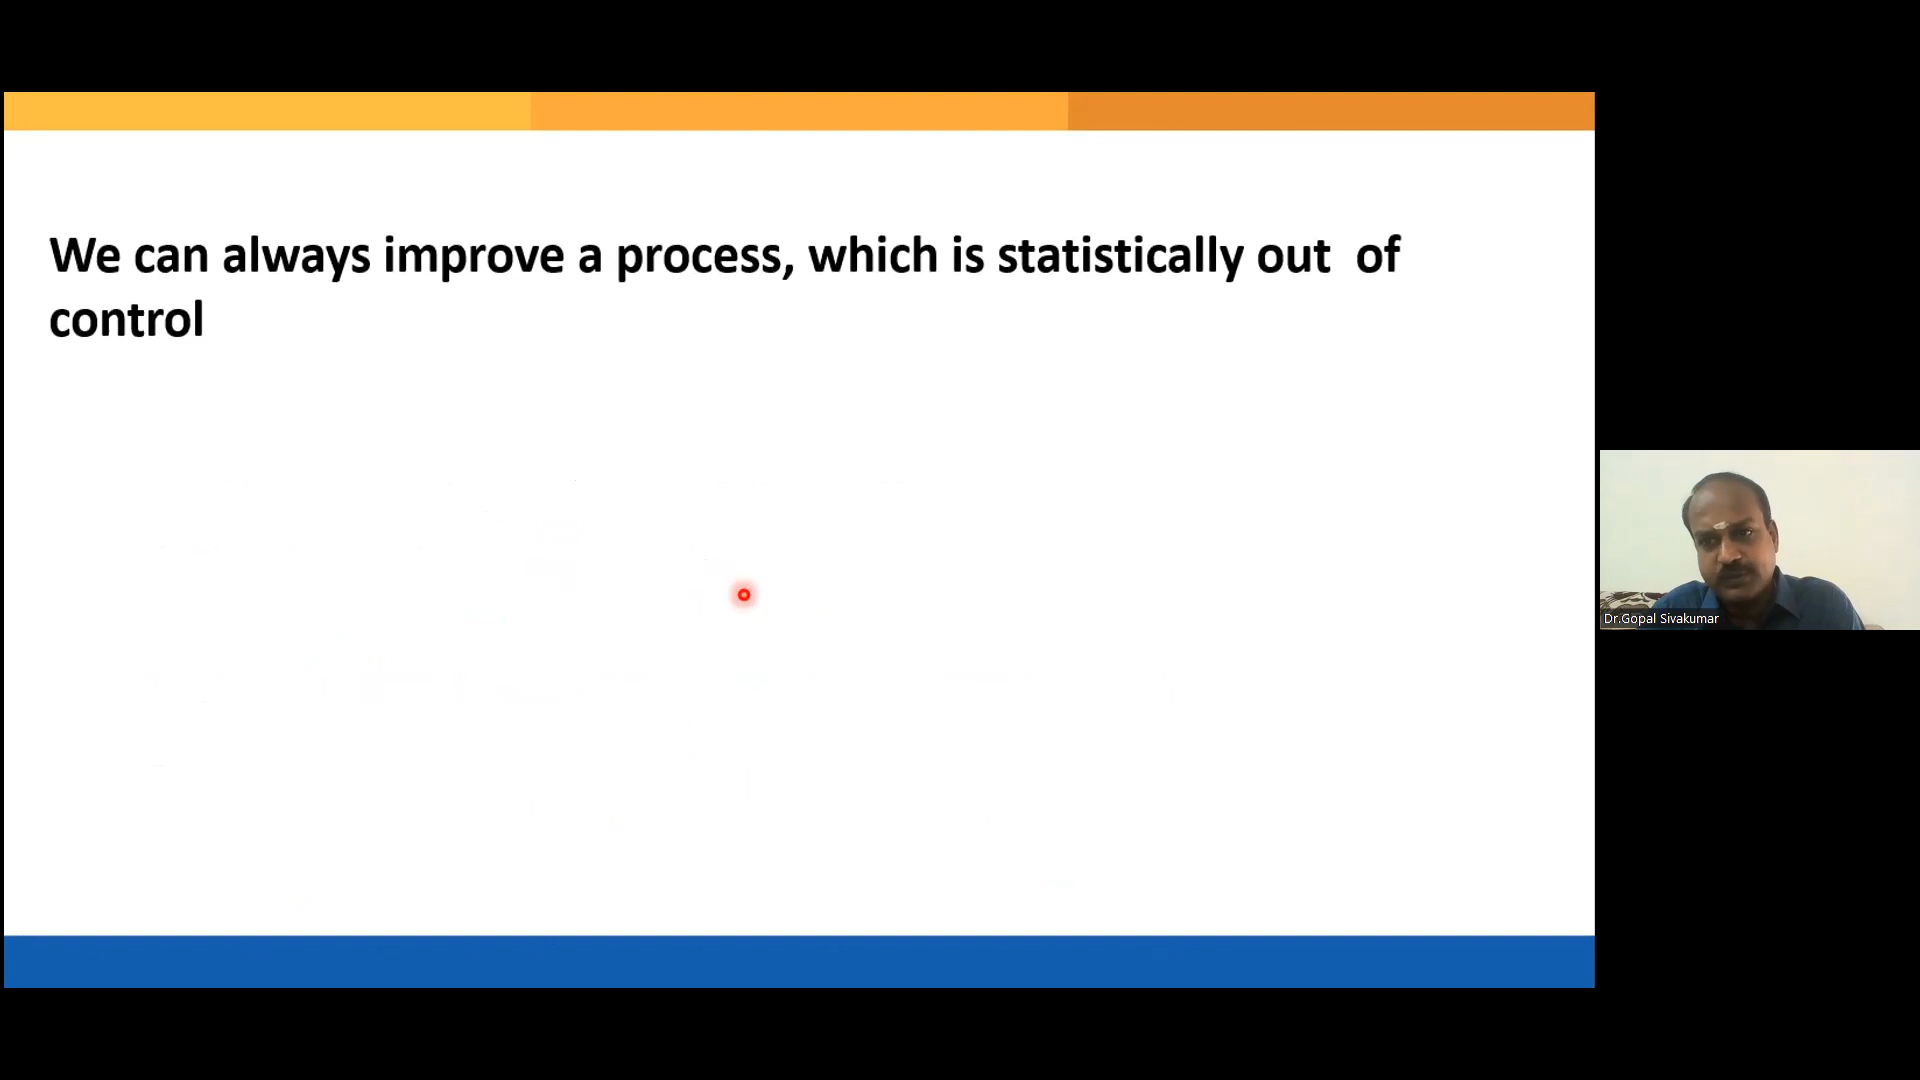 We can always improve a process, which is statistically out  of
control
Dr.Gopal Sivakumar